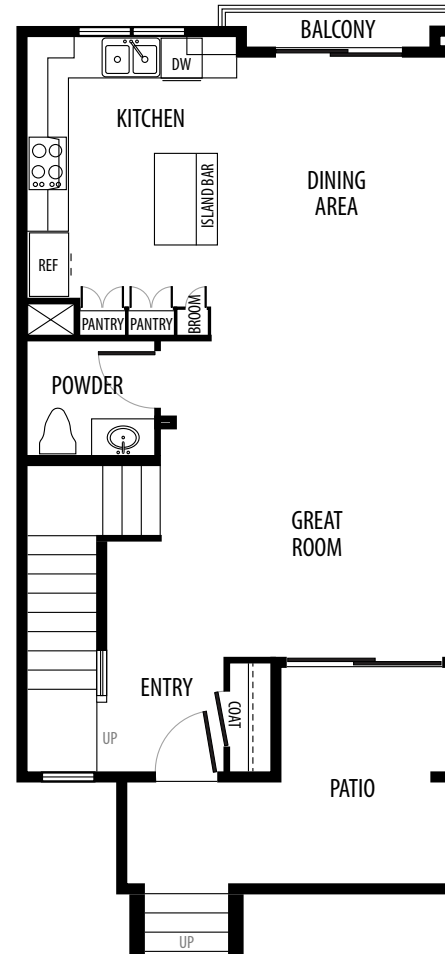 BALCONY
DW
KITCHEN
ISLAND BAR
DINING
AREA
REF
PANTRY
PANTRY
BROOM
POWDER
GREAT
ROOM
ENTRY
COAT
UP
PATIO
UP